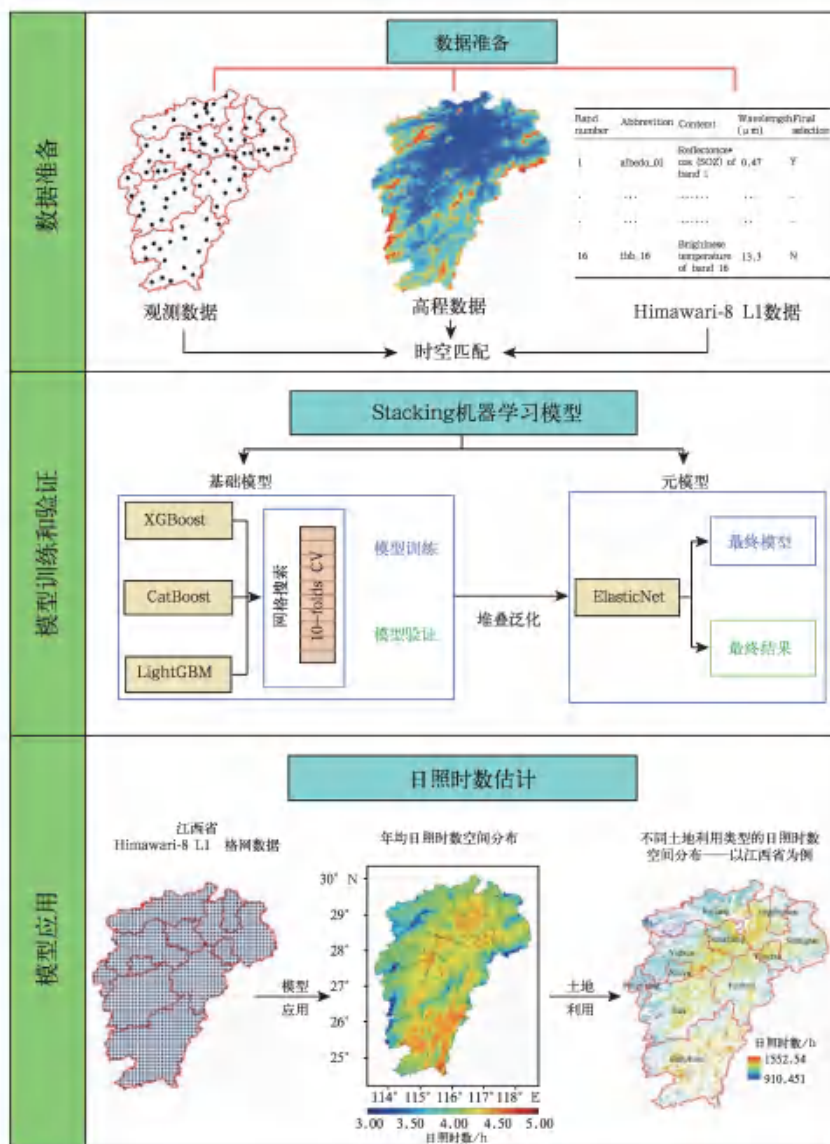 数据准备
数据准备
Band number Abbrevition Content Wavelength (μm) Final selection
1 albedo_01 Reflectance* cos (SOZ) of band 1 0.47 Y
. ... ...... .. .
. ... ...... .. .
16 tbb_16 Brightness temperature of band 16 13.3 N
观测数据
高程数据
Himawari-8 L1数据
时空匹配
模型训练和验证
Stacking机器学习模型
基础模型
元模型
XGBoost
CatBoost
LightGBM
网格搜索
10-folds CV
模型训练
模型验证
堆叠泛化
ElasticNet
最终模型
最终结果
模型应用
日照时数估计
江西省
Himawari-8 L1 格网数据
年均日照时数空间分布
不同土地利用类型的日照时数
空间分布——以江西省为例
模型
应用
30° N
29°
28°
27°
26°
25°
114° 115° 116° 117° 118° E
3.00 3.50 4.00 4.50 5.00
日照时数/h
土地
利用
日照时数/h
1552.54
910.451